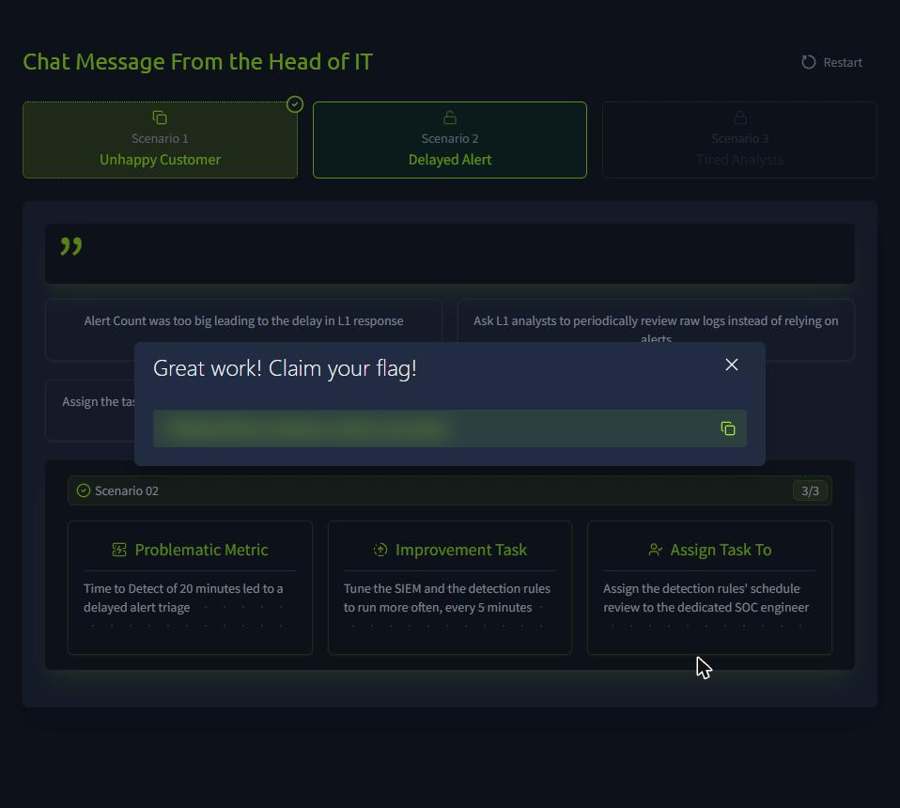 Chat Message From the Head of IT
Restart
Scenario 1
Unhappy Customer
Scenario 2
Delayed Alert
Scenario 3
Tired Analysts
”
Alert Count was too big leading to the delay in L1 response
Ask L1 analysts to periodically review raw logs instead of relying on
alerts
Great work! Claim your flag!
Assign the
Scenario 02
3/3
Problematic Metric
Time to Detect of 20 minutes led to a
delayed alert triage
Improvement Task
Tune the SIEM and the detection rules
to run more often, every 5 minutes
Assign Task To
Assign the detection rules' schedule
review to the dedicated SOC engineer